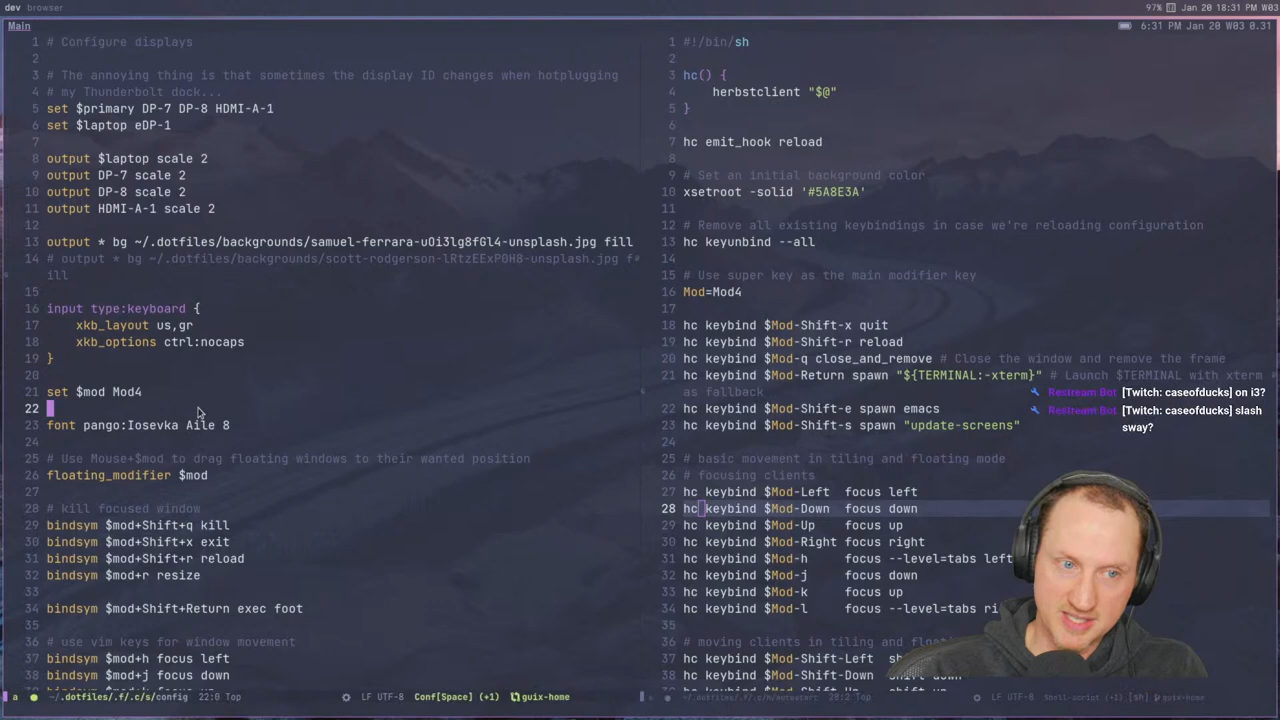 dev browser
97% Jan 20 18:31 PM W03
Main
6:31 PM Jan 20 W03 0.31
1 # Configure displays
2
3 # The annoying thing is that sometimes the display ID changes when hotplugging
4 # my Thunderbolt dock...
5 set $primary DP-7 DP-8 HDMI-A-1
6 set $laptop eDP-1
7
8 output $laptop scale 2
9 output DP-7 scale 2
10 output DP-8 scale 2
11 output HDMI-A-1 scale 2
12
13 output * bg ~/.dotfiles/backgrounds/samuel-ferrara-uOi3lg8fGl4-unsplash.jpg fill
14 # output * bg ~/.dotfiles/backgrounds/scott-rodgerson-lRtzEExP0H8-unsplash.jpg f
ill
15
16 input type:keyboard {
17 xkb_layout us,gr
18 xkb_options ctrl:nocaps
19 }
20
21 set $mod Mod4
22
23 font pango:Iosevka Aile 8
25 # Use Mouse+$mod to drag floating windows to their wanted position
26 floating_modifier $mod
27
28 # kill focused window
29 bindsym $mod+Shift+q kill
30 bindsym $mod+Shift+x exit
31 bindsym $mod+Shift+r reload
32 bindsym $mod+r resize
34 bindsym $mod+Shift+Return exec foot
36 # use vim keys for window movement
37 bindsym $mod+h focus left
38 bindsym $mod+j focus down
a ~/.dotfiles/.f/.c/s/config 22:0 Top LF UTF-8 Conf[Space] (+1) guix-home
1 #!/bin/sh
2
3 hc() {
4 herbstclient "$@"
5 }
6
7 hc emit_hook reload
8
9 # Set an initial background color
10 xsetroot -solid '#5A8E3A'
11
12 # Remove all existing keybindings in case we're reloading configuration
13 hc keyunbind --all
14
15 # Use super key as the main modifier key
16 Mod=Mod4
17
18 hc keybind $Mod-Shift-x quit
19 hc keybind $Mod-Shift-r reload
20 hc keybind $Mod-q close_and_remove # Close the window and remove the frame
21 hc keybind $Mod-Return spawn "${TERMINAL:-xterm}" # Launch $TERMINAL with xterm
as fallback
22 hc keybind $Mod-Shift-e spawn emacs
23 hc keybind $Mod-Shift-s spawn "update-screens"
24
25 # basic movement in tiling and floating mode
26 # focusing clients
27 hc keybind $Mod-Left focus left
28 hc keybind $Mod-Down focus down
29 hc keybind $Mod-Up focus up
30 hc keybind $Mod-Right focus right
31 hc keybind $Mod-h focus --level=tabs left
32 hc keybind $Mod-j focus down
33 hc keybind $Mod-k focus up
34 hc keybind $Mod-l focus --level=tabs
35
36 # moving clients in tiling and
37 hc keybind $Mod-Shift-Left
38 hc keybind $Mod-Shift-Down
Top LF UTF-8 Shell-script (+1) [sh] guix-home
Restream Bot [Twitch: caseofducks] on i3?
Restream Bot [Twitch: caseofducks] slash
sway?